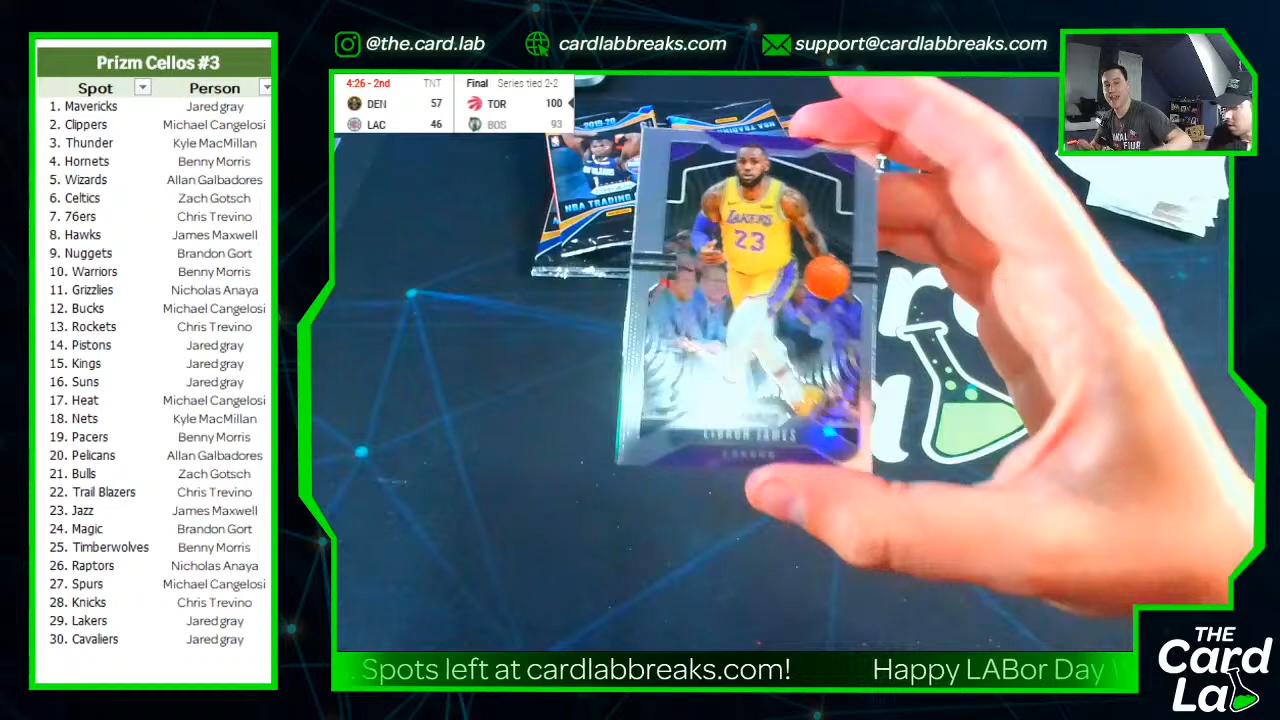 @the.card.lab
cardlabbreaks.com
support@cardlabbreaks.com
Prizm Cellos #3
Spot Person
1. Mavericks Jared gray
2. Clippers Michael Cangelosi
3. Thunder Kyle MacMillan
4. Hornets Benny Morris
5. Wizards Allan Galbadores
6. Celtics Zach Gotsch
7. 76ers Chris Trevino
8. Hawks James Maxwell
9. Nuggets Brandon Gort
10. Warriors Benny Morris
11. Grizzlies Nicholas Anaya
12. Bucks Michael Cangelosi
13. Rockets Chris Trevino
14. Pistons Jared gray
15. Kings Jared gray
16. Suns Jared gray
17. Heat Michael Cangelosi
18. Nets Kyle MacMillan
19. Pacers Benny Morris
20. Pelicans Allan Galbadores
21. Bulls Zach Gotsch
22. Trail Blazers Chris Trevino
23. Jazz James Maxwell
24. Magic Brandon Gort
25. Timberwolves Benny Morris
26. Raptors Nicholas Anaya
27. Spurs Michael Cangelosi
28. Knicks Chris Trevino
29. Lakers Jared gray
30. Cavaliers Jared gray
4:26 - 2nd TNT
DEN 57
LAC 46
Final Series tied 2-2
TOR 100
BOS 93
2019-20
NBA TRADING
LAKERS
23
LEBRON JAMES
Spots left at cardlabbreaks.com!
Happy LABor Day
THE
Card
Lab